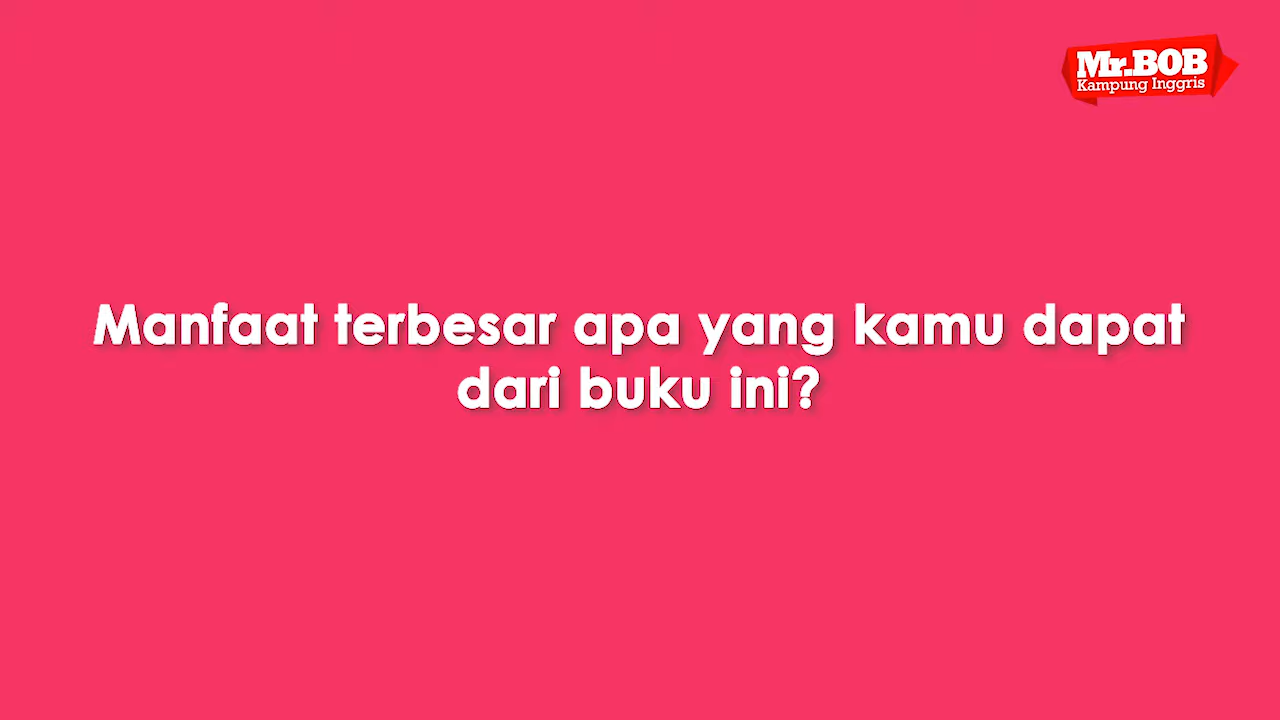 Mr.BOB
Kampung Inggris
Manfaat terbesar apa yang kamu dapat
dari buku ini?